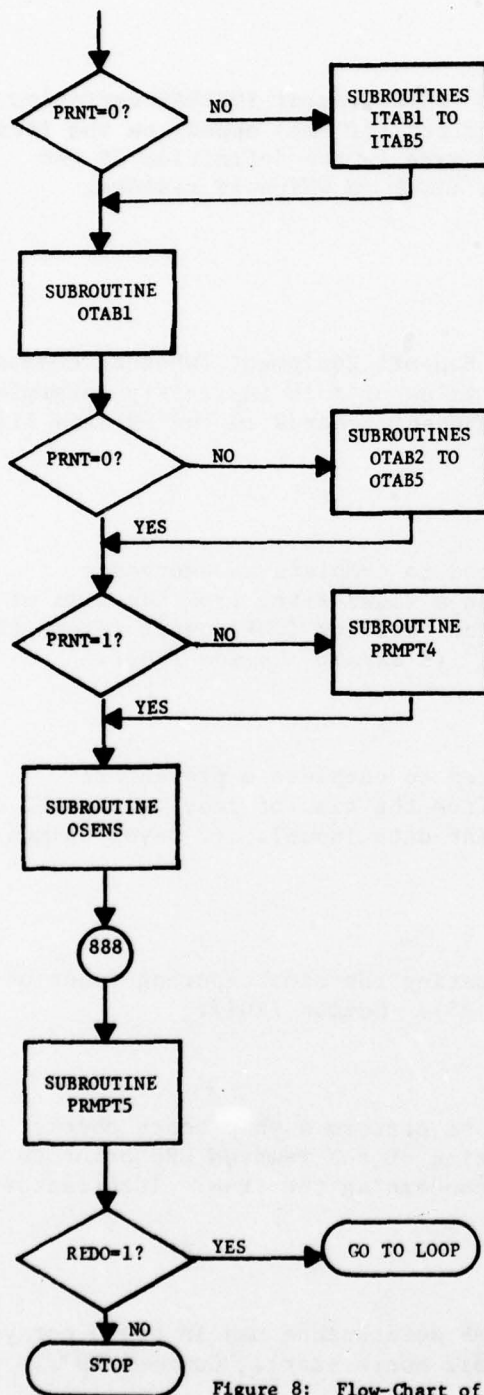 PRNT=0?
NO
SUBROUTINES
ITAB1 TO
ITAB5
SUBROUTINE
OTAB1
PRNT=0?
NO
SUBROUTINES
OTAB2 TO
OTAB5
YES
PRNT=1?
NO
SUBROUTINE
PRMPT4
YES
SUBROUTINE
OSENS
888
SUBROUTINE
PRMPT5
REDO=1?
YES
GO TO LOOP
NO
STOP
Figure 8: Flow-Chart of